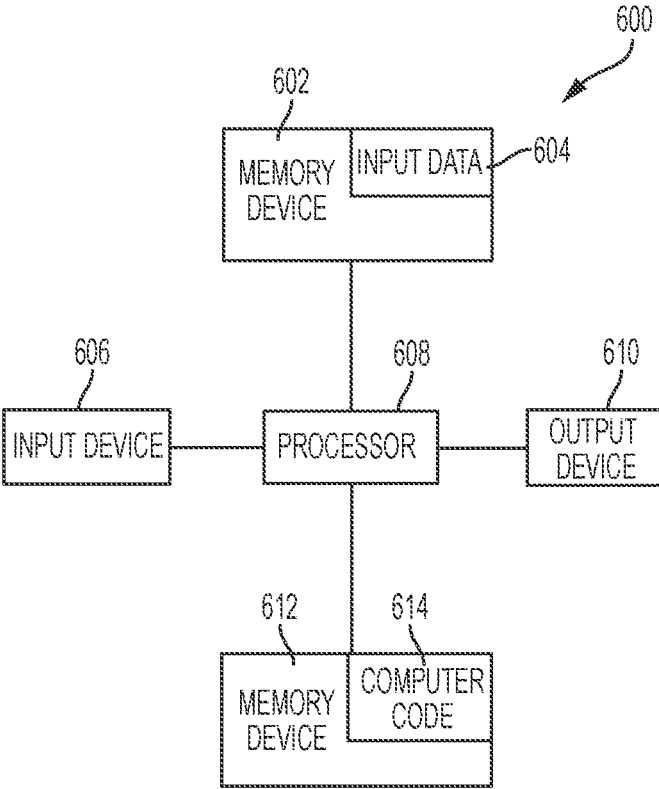 600
602
INPUT DATA
604
MEMORY
DEVICE
606
608
610
INPUT DEVICE
PROCESSOR
OUTPUT
DEVICE
612
614
MEMORY
DEVICE
COMPUTER
CODE